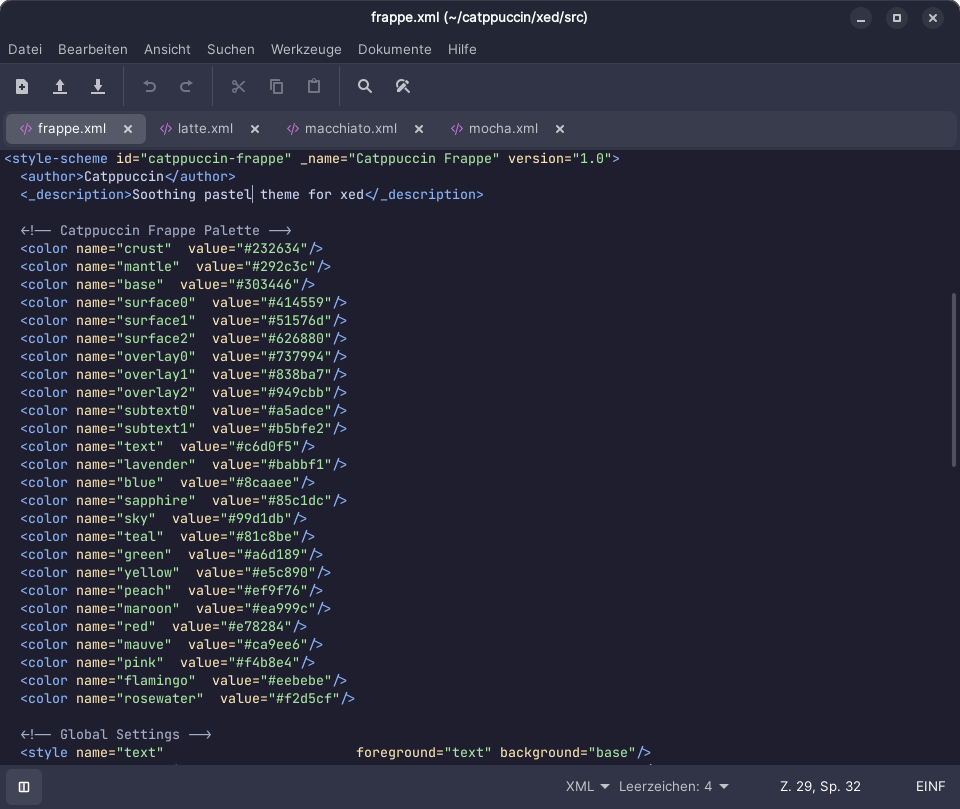 frappe.xml (~/catppuccin/xed/src)
Datei Bearbeiten Ansicht Suchen Werkzeuge Dokumente Hilfe
frappe.xml latte.xml macchiato.xml mocha.xml
<style-scheme id="catppuccin-frappe" _name="Catppuccin Frappe" version="1.0">
  <author>Catppuccin</author>
  <_description>Soothing pastel theme for xed</_description>

  <!-- Catppuccin Frappe Palette -->
  <color name="crust"  value="#232634"/>
  <color name="mantle"  value="#292c3c"/>
  <color name="base"  value="#303446"/>
  <color name="surface0"  value="#414559"/>
  <color name="surface1"  value="#51576d"/>
  <color name="surface2"  value="#626880"/>
  <color name="overlay0"  value="#737994"/>
  <color name="overlay1"  value="#838ba7"/>
  <color name="overlay2"  value="#949cbb"/>
  <color name="subtext0"  value="#a5adce"/>
  <color name="subtext1"  value="#b5bfe2"/>
  <color name="text"  value="#c6d0f5"/>
  <color name="lavender"  value="#babbf1"/>
  <color name="blue"  value="#8caaee"/>
  <color name="sapphire"  value="#85c1dc"/>
  <color name="sky"  value="#99d1db"/>
  <color name="teal"  value="#81c8be"/>
  <color name="green"  value="#a6d189"/>
  <color name="yellow"  value="#e5c890"/>
  <color name="peach"  value="#ef9f76"/>
  <color name="maroon"  value="#ea999c"/>
  <color name="red"  value="#e78284"/>
  <color name="mauve"  value="#ca9ee6"/>
  <color name="pink"  value="#f4b8e4"/>
  <color name="flamingo"  value="#eebebe"/>
  <color name="rosewater"  value="#f2d5cf"/>

  <!-- Global Settings -->
  <style name="text"                        foreground="text" background="base"/>
XML Leerzeichen: 4 Z. 29, Sp. 32 EINF